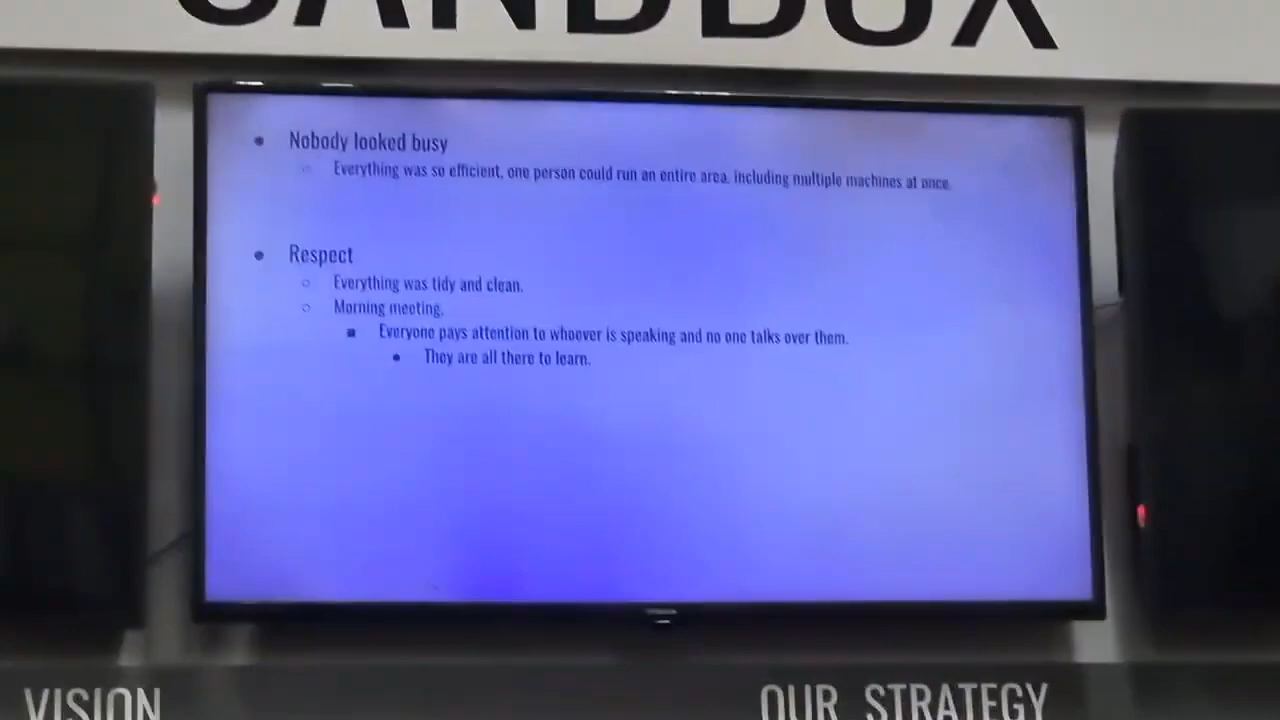 SANDBOX
Nobody looked busy
Everything was so efficient, one person could run an entire area, including multiple machines at once.
Respect
Everything was tidy and clean.
Morning meeting.
Everyone pays attention to whoever is speaking and no one talks over them.
They are all there to learn.
VISION
OUR STRATEGY